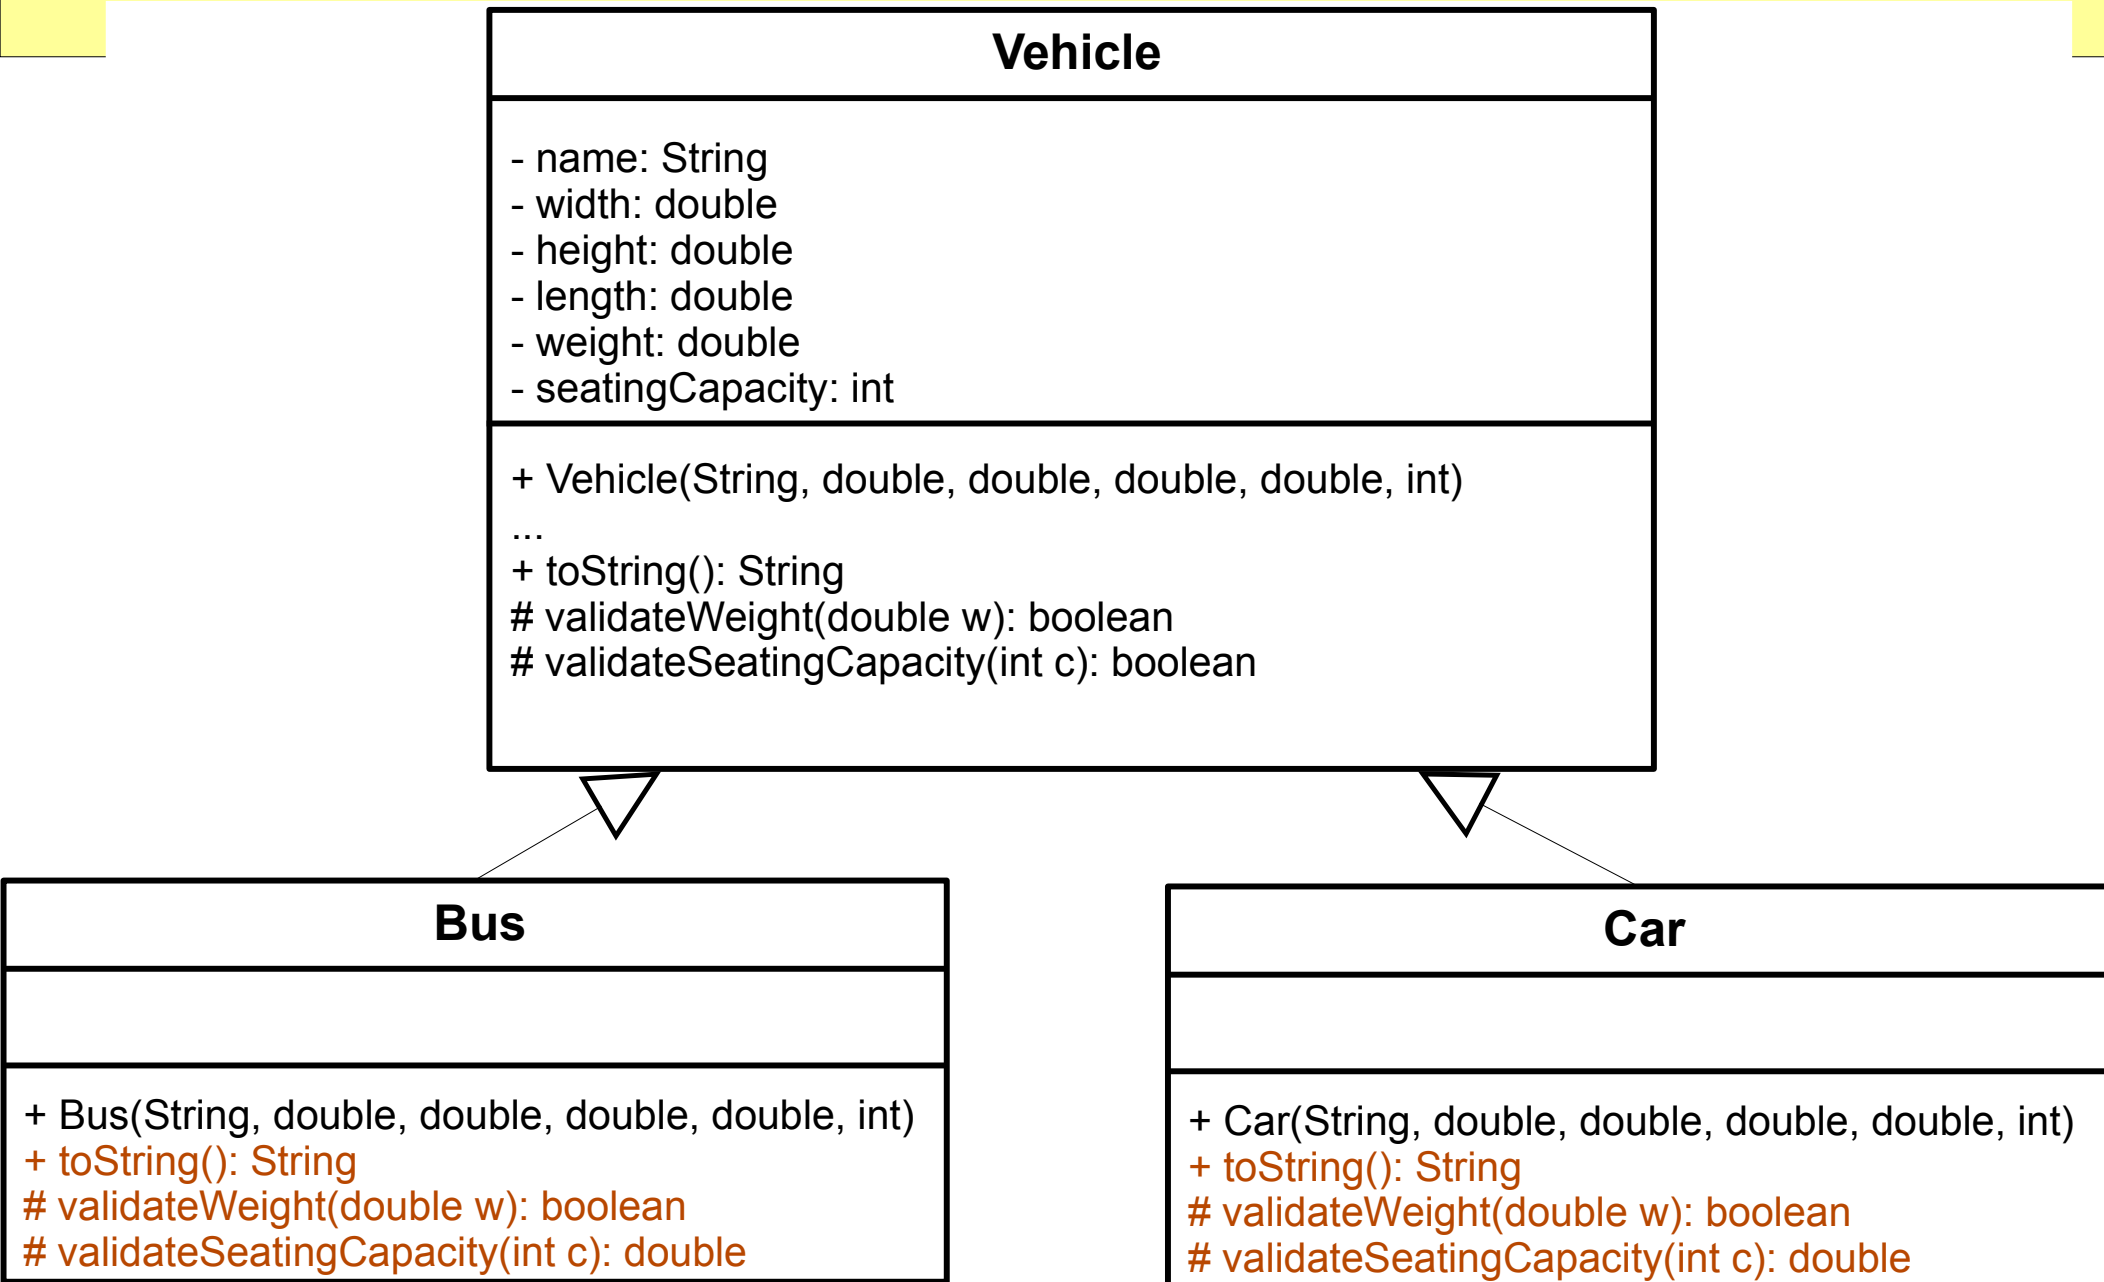 Vehicle
- name: String
- width: double
- height: double
- length: double
- weight: double
- seatingCapacity: int
+ Vehicle(String, double, double, double, double, int)
...
+ toString(): String
# validateWeight(double w): boolean
# validateSeatingCapacity(int c): boolean
Bus
+ Bus(String, double, double, double, double, int)
+ toString(): String
# validateWeight(double w): boolean
# validateSeatingCapacity(int c): double
Car
+ Car(String, double, double, double, double, int)
+ toString(): String
# validateWeight(double w): boolean
# validateSeatingCapacity(int c): double